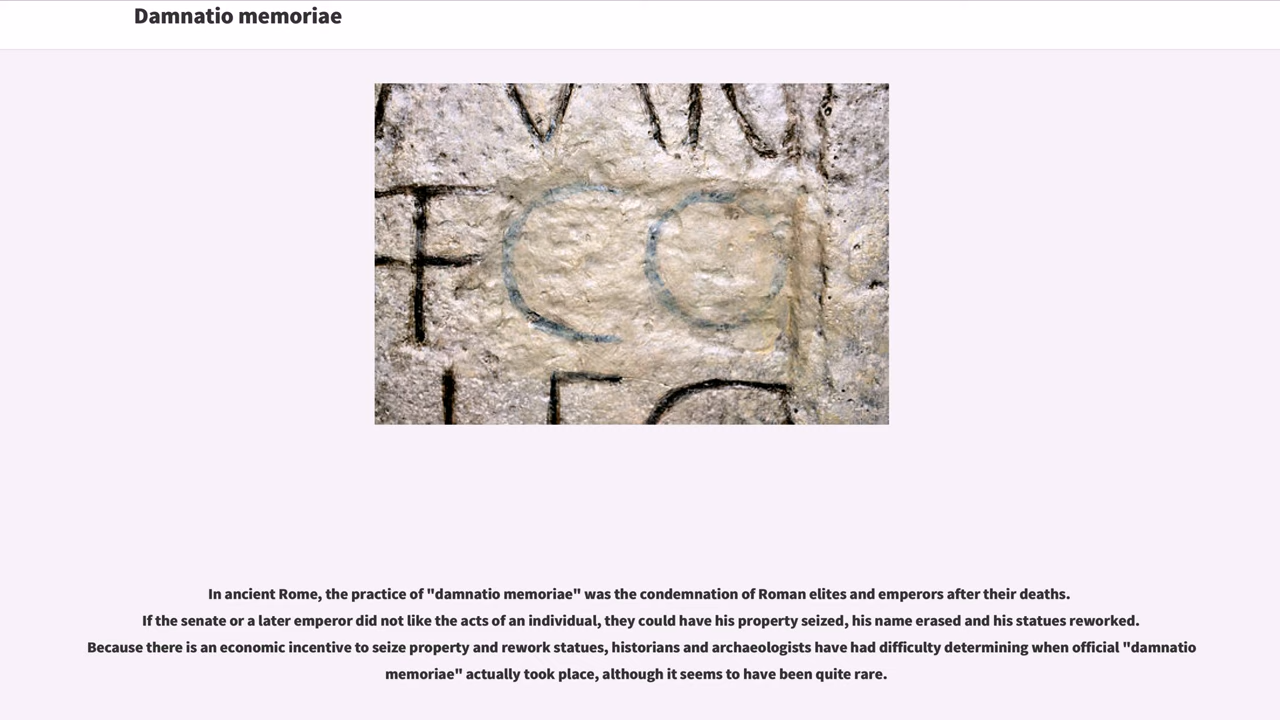 Damnatio memoriae
In ancient Rome, the practice of "damnatio memoriae" was the condemnation of Roman elites and emperors after their deaths.
If the senate or a later emperor did not like the acts of an individual, they could have his property seized, his name erased and his statues reworked.
Because there is an economic incentive to seize property and rework statues, historians and archaeologists have had difficulty determining when official "damnatio
memoriae" actually took place, although it seems to have been quite rare.